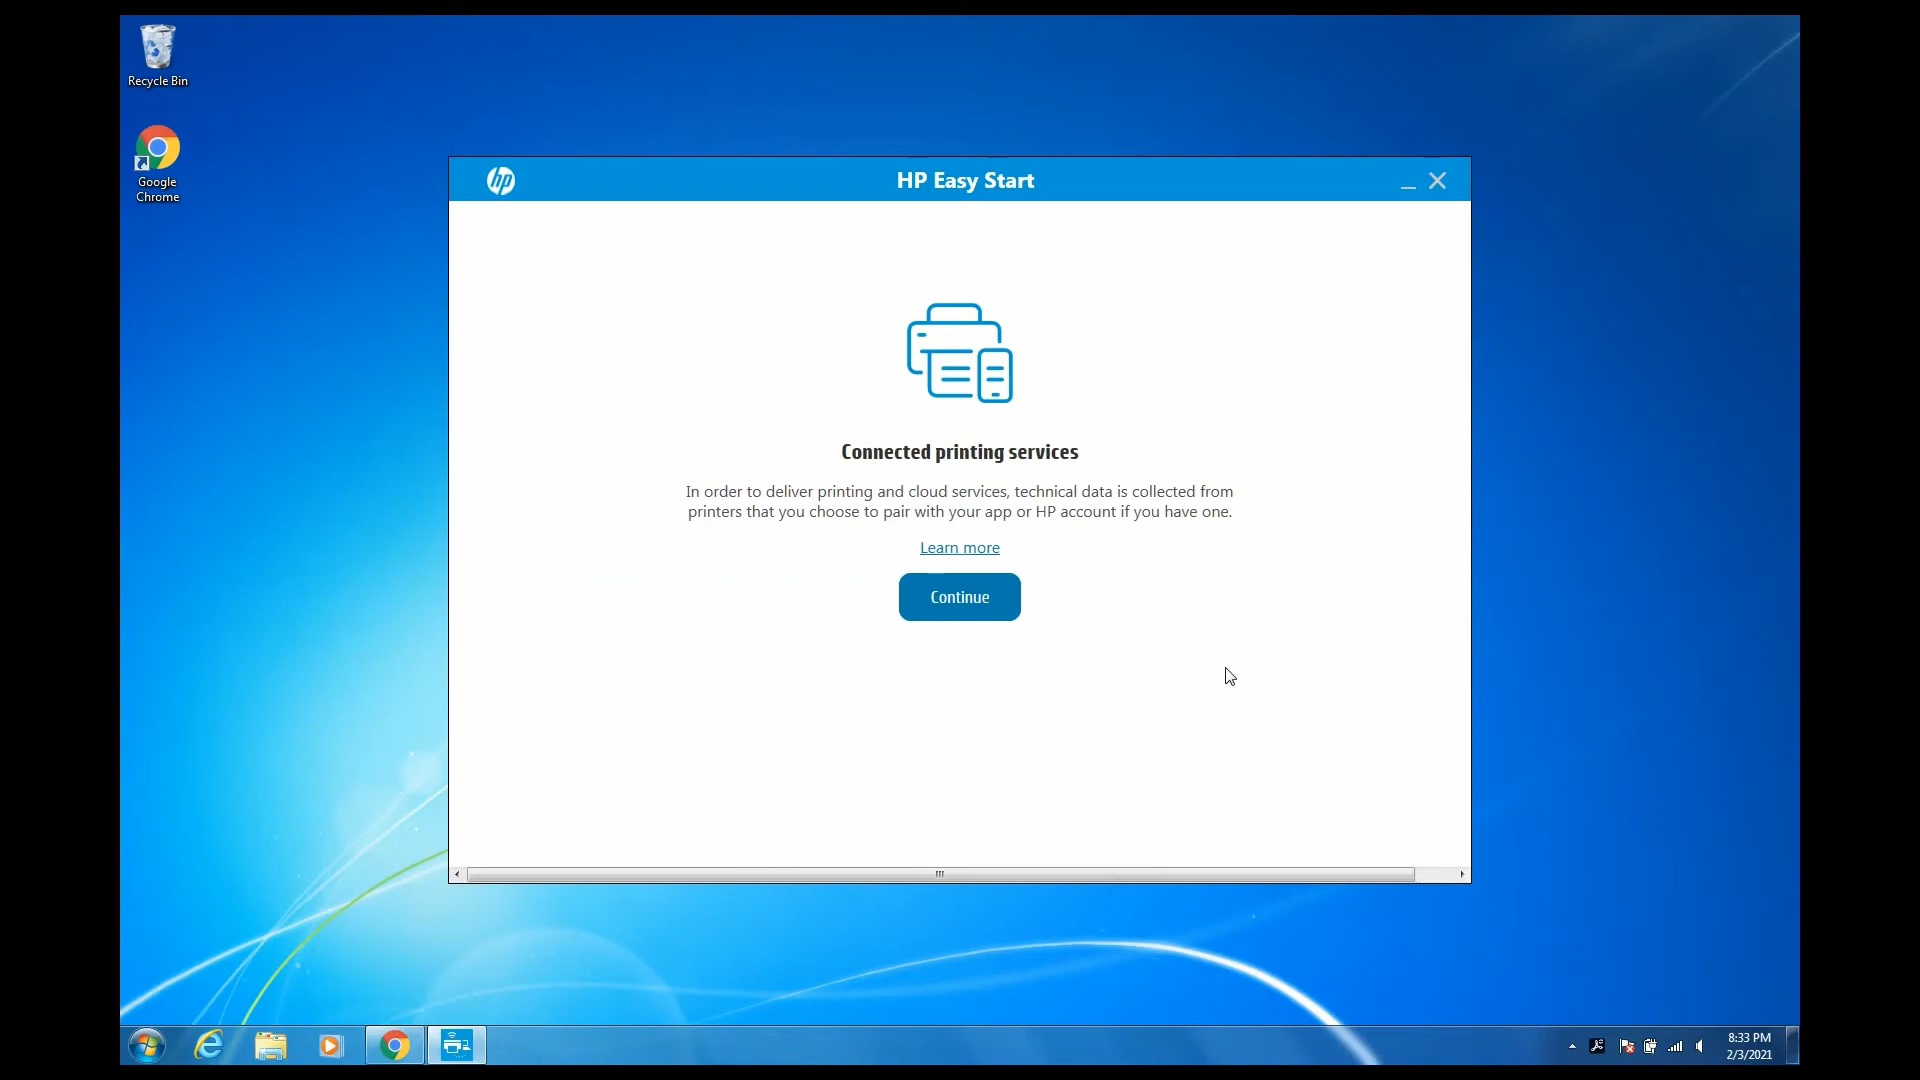 Recycle Bin
Google
Chrome
hp
HP Easy Start
Connected printing services
In order to deliver printing and cloud services, technical data is collected from
printers that you choose to pair with your app or HP account if you have one.
Learn more
Continue
8:33 PM
2/3/2021